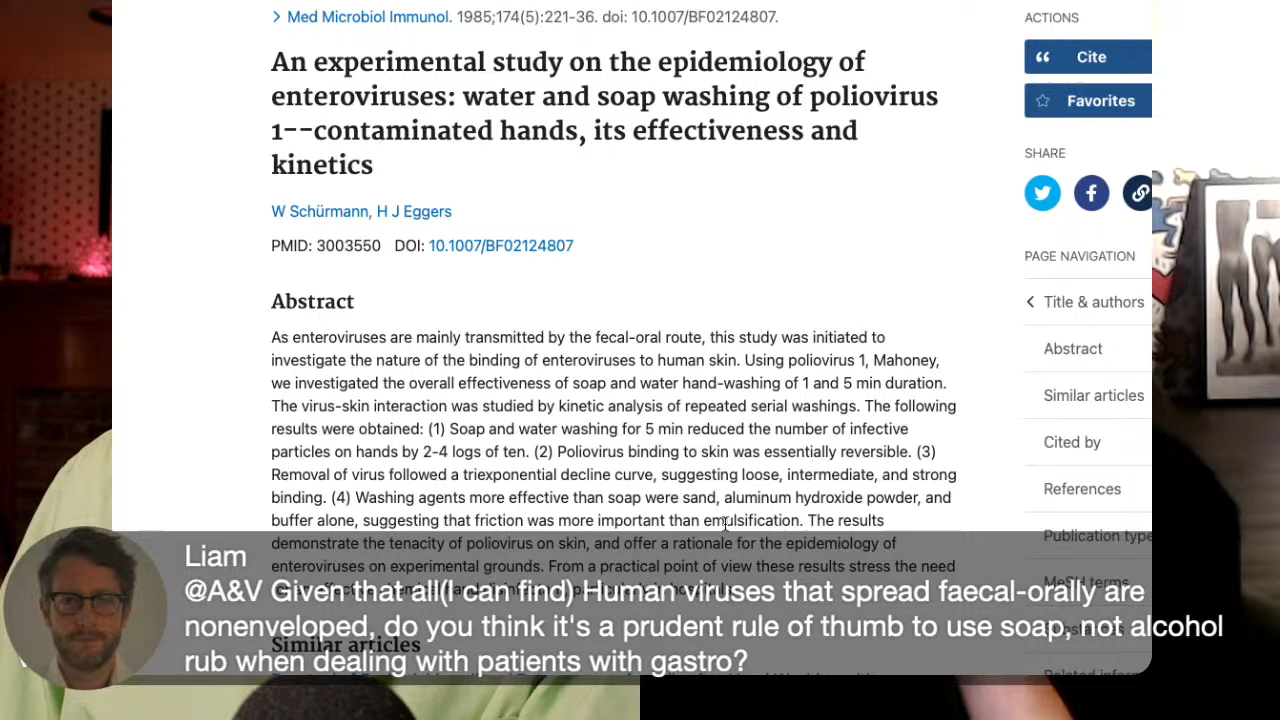 Med Microbiol Immunol. 1985;174(5):221-36. doi: 10.1007/BF02124807.
An experimental study on the epidemiology of
enteroviruses: water and soap washing of poliovirus
1--contaminated hands, its effectiveness and
kinetics
W Schürmann, H J Eggers
PMID: 3003550 DOI: 10.1007/BF02124807
Abstract
As enteroviruses are mainly transmitted by the fecal-oral route, this study was initiated to
investigate the nature of the binding of enteroviruses to human skin. Using poliovirus 1, Mahoney,
we investigated the overall effectiveness of soap and water hand-washing of 1 and 5 min duration.
The virus-skin interaction was studied by kinetic analysis of repeated serial washings. The following
results were obtained: (1) Soap and water washing for 5 min reduced the number of infective
particles on hands by 2-4 logs of ten. (2) Poliovirus binding to skin was essentially reversible. (3)
Removal of virus followed a triexponential decline curve, suggesting loose, intermediate, and strong
binding. (4) Washing agents more effective than soap were sand, aluminum hydroxide powder, and
buffer alone, suggesting that friction was more important than emulsification. The results
demonstrate the tenacity of poliovirus on skin, and offer a rationale for the epidemiology of
enteroviruses on experimental grounds. From a practical point of view these results stress the need
Similar articles
ACTIONS
Cite
Favorites
SHARE
PAGE NAVIGATION
Title & authors
Abstract
Similar articles
Cited by
References
Publication type
MeSH terms
Liam
@A&V Given that all(I can find) Human viruses that spread faecal-orally are
nonenveloped, do you think it's a prudent rule of thumb to use soap, not alcohol
rub when dealing with patients with gastro?